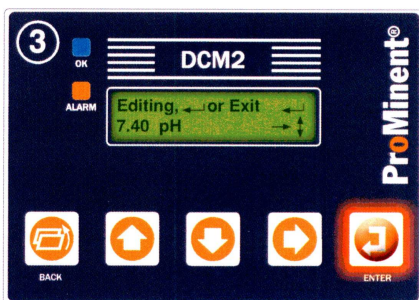 3
OK
DCM2
ALARM
Editing, ↵ or Exit ↵
7.40 pH → ↕
ProMinent®
BACK
ENTER